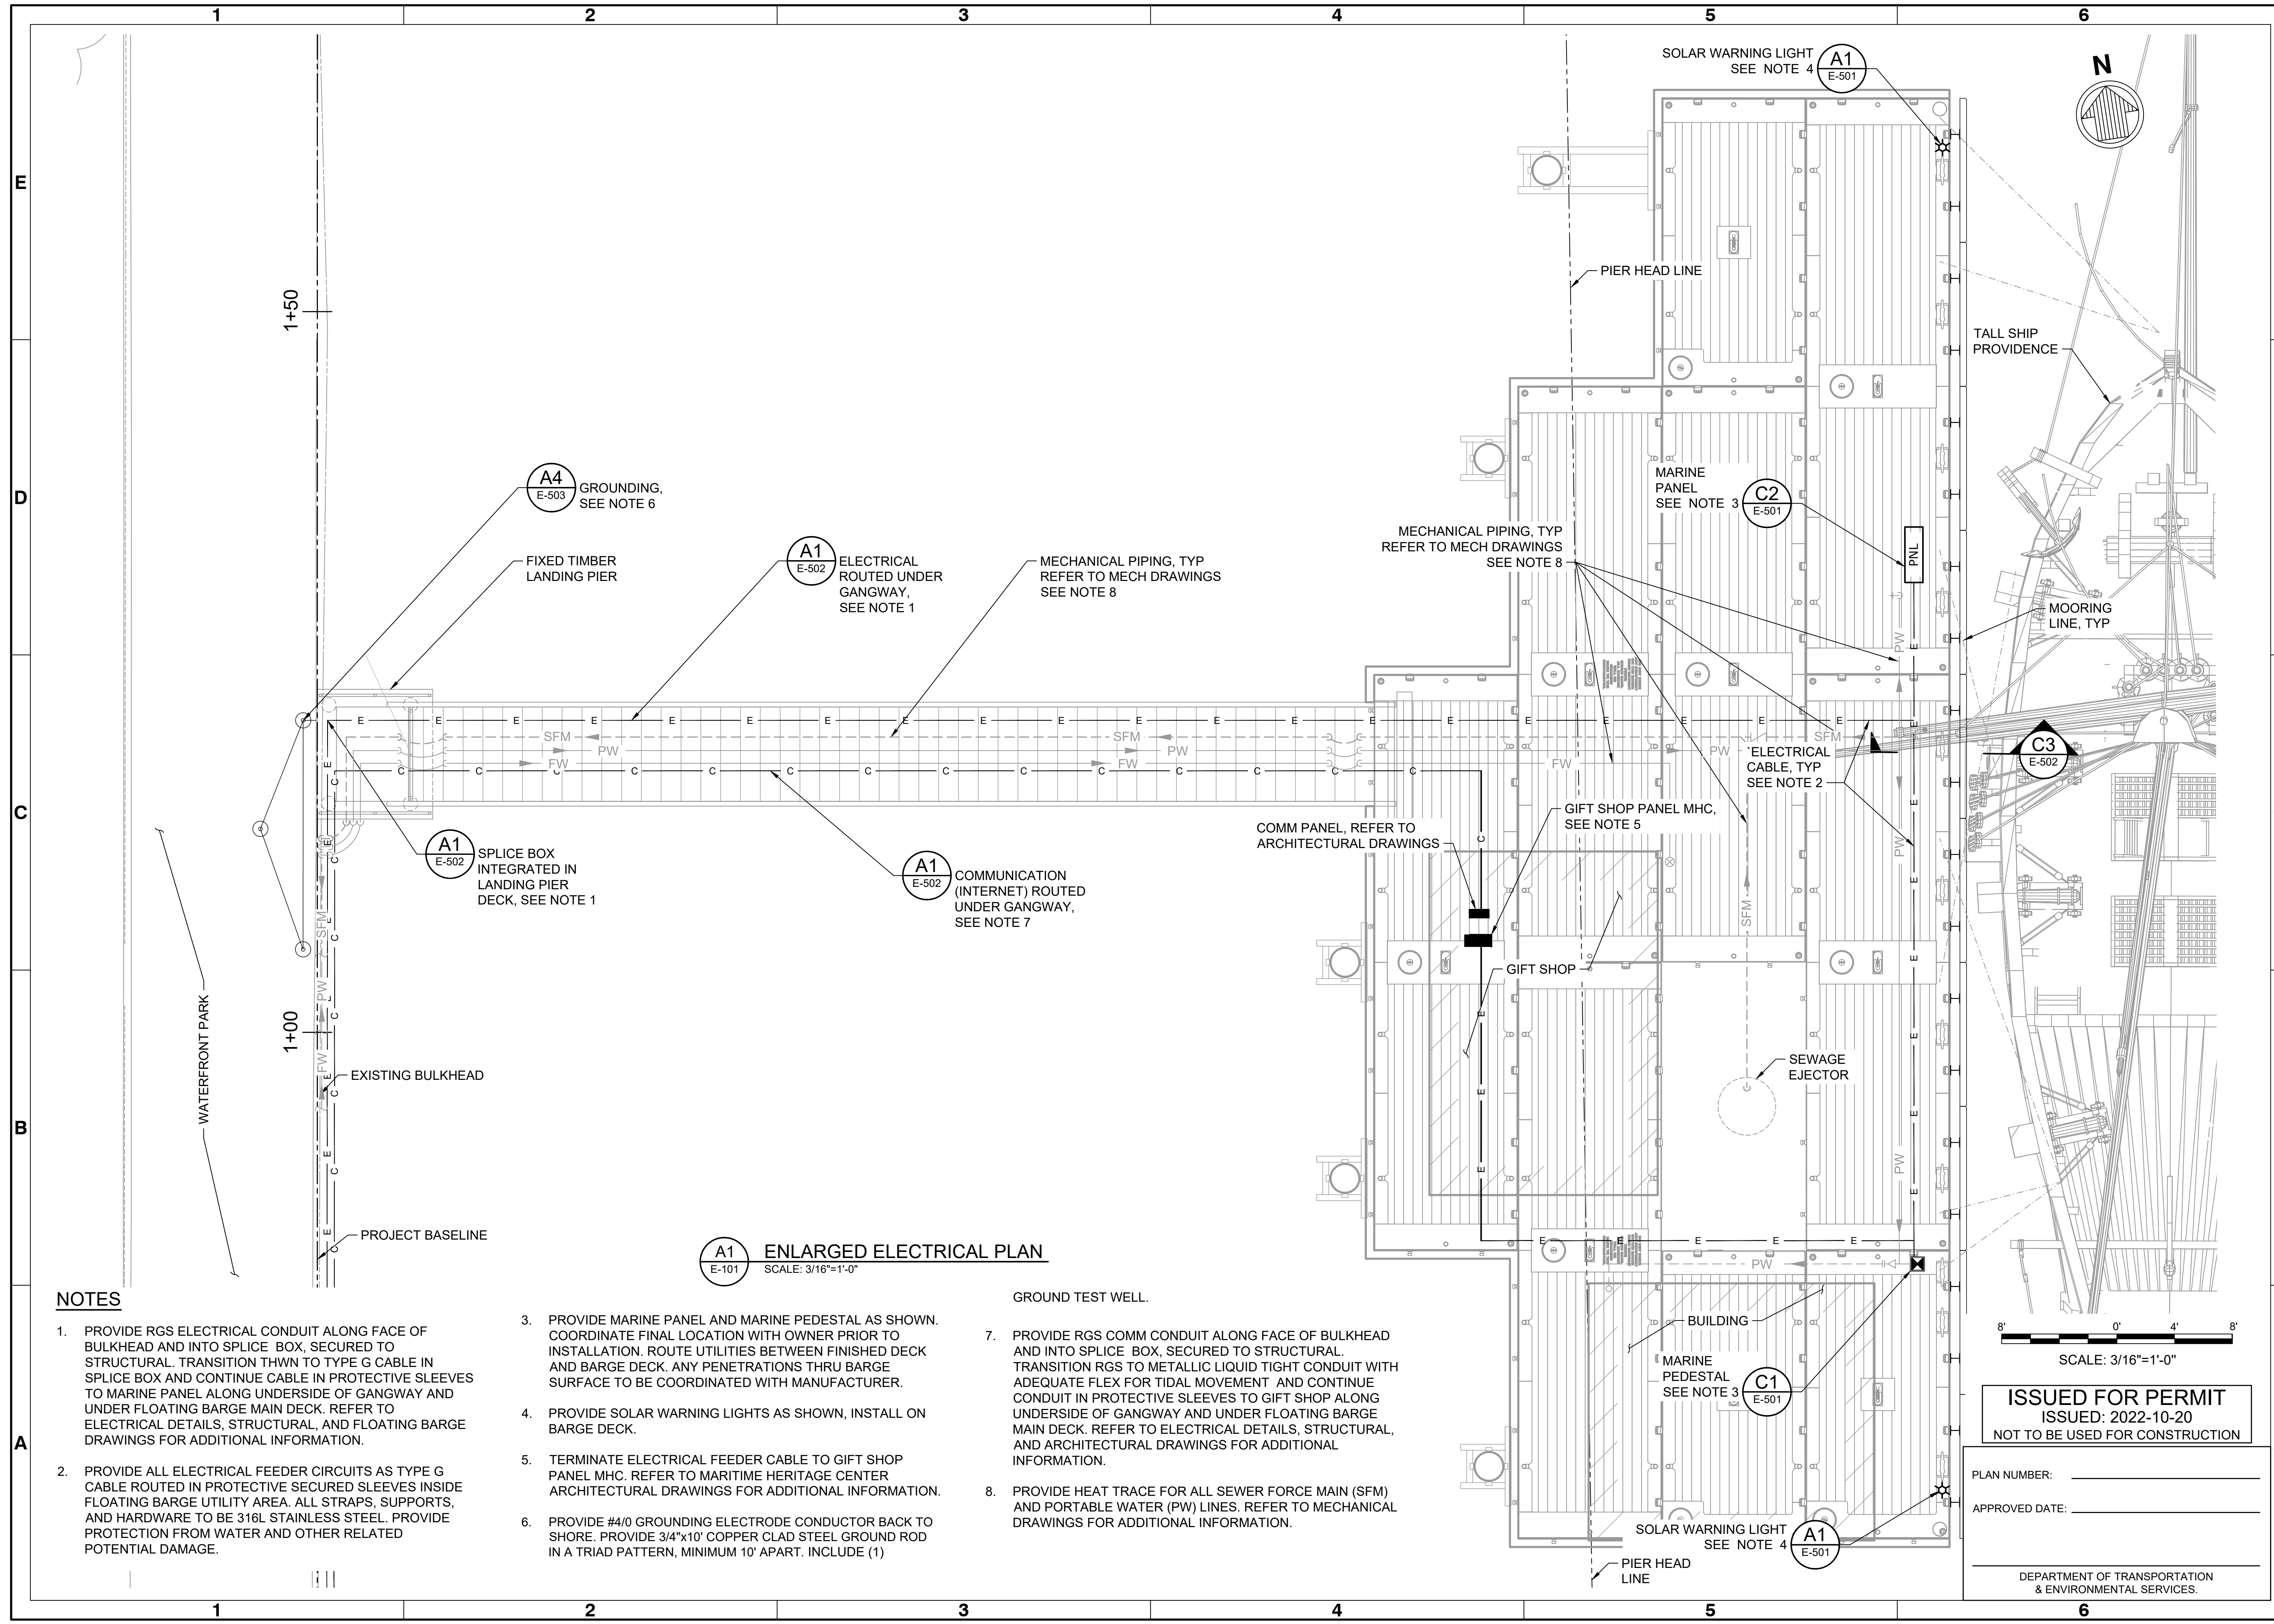 1 2 3 4 5 6
E
D
C
B
A
SOLAR WARNING LIGHT
SEE NOTE 4
A1
E-501
N
PIER HEAD LINE
1+50
TALL SHIP
PROVIDENCE
A4
E-503
GROUNDING,
SEE NOTE 6
MARINE
PANEL
SEE NOTE 3
C2
E-501
PNL
FIXED TIMBER
LANDING PIER
A1
E-502
ELECTRICAL
ROUTED UNDER
GANGWAY,
SEE NOTE 1
MECHANICAL PIPING, TYP
REFER TO MECH DRAWINGS
SEE NOTE 8
MECHANICAL PIPING, TYP
REFER TO MECH DRAWINGS
SEE NOTE 8
MOORING
LINE, TYP
E E E E E E E E E E E E E E E E E E E E
SFM SFM SFM
PW PW PW
FW FW FW
C C C C C C C C C C C C C C
PW
PW
PW
ELECTRICAL
CABLE, TYP
SEE NOTE 2
C3
E-502
A1
E-502
SPLICE BOX
INTEGRATED IN
LANDING PIER
DECK, SEE NOTE 1
A1
E-502
COMMUNICATION
(INTERNET) ROUTED
UNDER GANGWAY,
SEE NOTE 7
COMM PANEL, REFER TO
ARCHITECTURAL DRAWINGS
GIFT SHOP PANEL MHC,
SEE NOTE 5
SFM
GIFT SHOP
SFM
PW
FW
WATERFRONT PARK
1+00
EXISTING BULKHEAD
SEWAGE
EJECTOR
PROJECT BASELINE
E E E E E
PW
BUILDING
A1
E-101
ENLARGED ELECTRICAL PLAN
SCALE: 3/16"=1'-0"
MARINE
PEDESTAL
SEE NOTE 3
C1
E-501
SOLAR WARNING LIGHT
SEE NOTE 4
A1
E-501
PIER HEAD
LINE
NOTES
1. PROVIDE RGS ELECTRICAL CONDUIT ALONG FACE OF
BULKHEAD AND INTO SPLICE BOX, SECURED TO
STRUCTURAL. TRANSITION THWN TO TYPE G CABLE IN
SPLICE BOX AND CONTINUE CABLE IN PROTECTIVE SLEEVES
TO MARINE PANEL ALONG UNDERSIDE OF GANGWAY AND
UNDER FLOATING BARGE MAIN DECK. REFER TO
ELECTRICAL DETAILS, STRUCTURAL, AND FLOATING BARGE
DRAWINGS FOR ADDITIONAL INFORMATION.
2. PROVIDE ALL ELECTRICAL FEEDER CIRCUITS AS TYPE G
CABLE ROUTED IN PROTECTIVE SECURED SLEEVES INSIDE
FLOATING BARGE UTILITY AREA. ALL STRAPS, SUPPORTS,
AND HARDWARE TO BE 316L STAINLESS STEEL. PROVIDE
PROTECTION FROM WATER AND OTHER RELATED
POTENTIAL DAMAGE.
3. PROVIDE MARINE PANEL AND MARINE PEDESTAL AS SHOWN.
COORDINATE FINAL LOCATION WITH OWNER PRIOR TO
INSTALLATION. ROUTE UTILITIES BETWEEN FINISHED DECK
AND BARGE DECK. ANY PENETRATIONS THRU BARGE
SURFACE TO BE COORDINATED WITH MANUFACTURER.
4. PROVIDE SOLAR WARNING LIGHTS AS SHOWN, INSTALL ON
BARGE DECK.
5. TERMINATE ELECTRICAL FEEDER CABLE TO GIFT SHOP
PANEL MHC. REFER TO MARITIME HERITAGE CENTER
ARCHITECTURAL DRAWINGS FOR ADDITIONAL INFORMATION.
6. PROVIDE #4/0 GROUNDING ELECTRODE CONDUCTOR BACK TO
SHORE. PROVIDE 3/4"x10' COPPER CLAD STEEL GROUND ROD
IN A TRIAD PATTERN, MINIMUM 10' APART. INCLUDE (1)
GROUND TEST WELL.
7. PROVIDE RGS COMM CONDUIT ALONG FACE OF BULKHEAD
AND INTO SPLICE BOX, SECURED TO STRUCTURAL.
TRANSITION RGS TO METALLIC LIQUID TIGHT CONDUIT WITH
ADEQUATE FLEX FOR TIDAL MOVEMENT AND CONTINUE
CONDUIT IN PROTECTIVE SLEEVES TO GIFT SHOP ALONG
UNDERSIDE OF GANGWAY AND UNDER FLOATING BARGE
MAIN DECK. REFER TO ELECTRICAL DETAILS, STRUCTURAL,
AND ARCHITECTURAL DRAWINGS FOR ADDITIONAL
INFORMATION.
8. PROVIDE HEAT TRACE FOR ALL SEWER FORCE MAIN (SFM)
AND PORTABLE WATER (PW) LINES. REFER TO MECHANICAL
DRAWINGS FOR ADDITIONAL INFORMATION.
8' 0' 4' 8'
SCALE: 3/16"=1'-0"
ISSUED FOR PERMIT
ISSUED: 2022-10-20
NOT TO BE USED FOR CONSTRUCTION
PLAN NUMBER:
APPROVED DATE:
DEPARTMENT OF TRANSPORTATION
& ENVIRONMENTAL SERVICES.
1 2 3 4 5 6